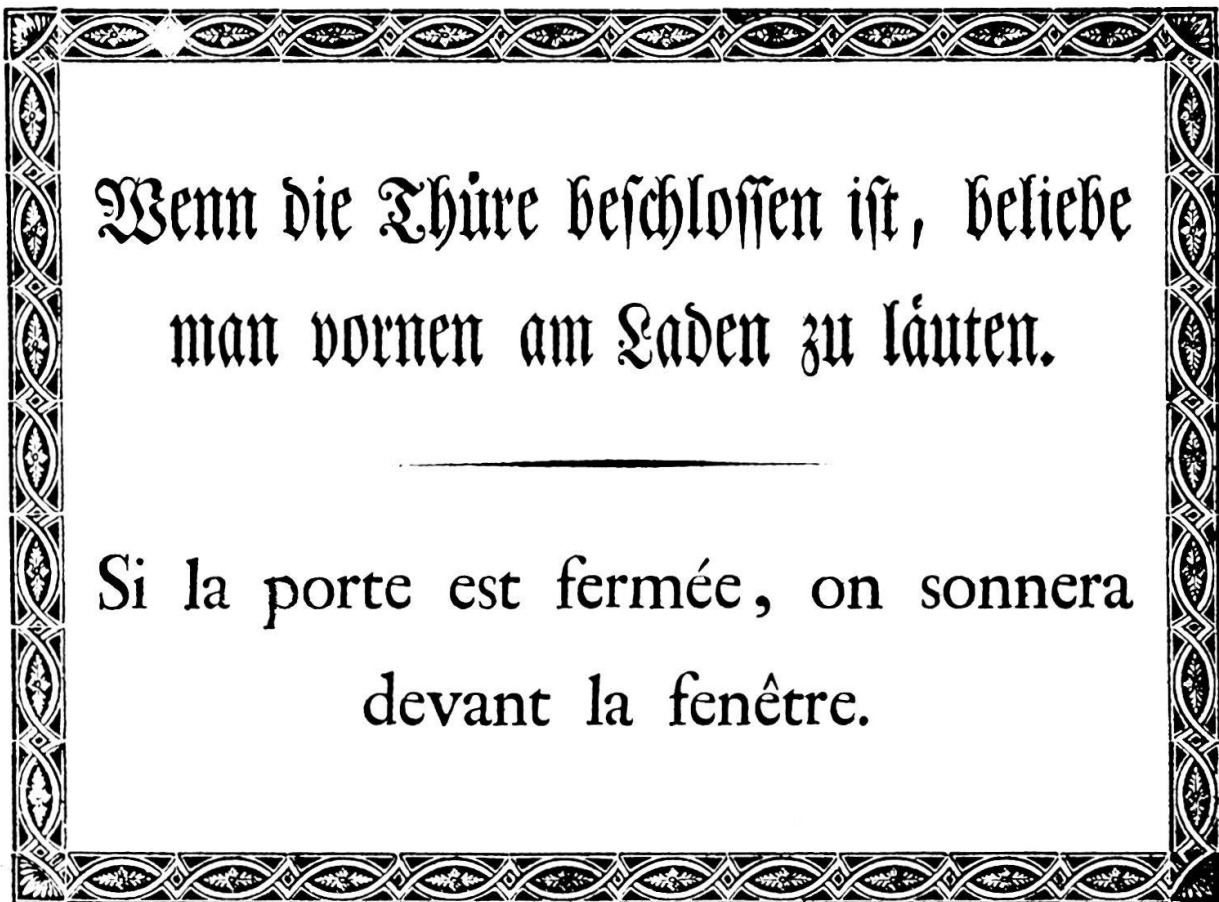 Wenn die Thüre beſchloſſen iſt, beliebe
man vornen am Laden zu läuten.
Si la porte est fermée, on sonnera
devant la fenêtre.